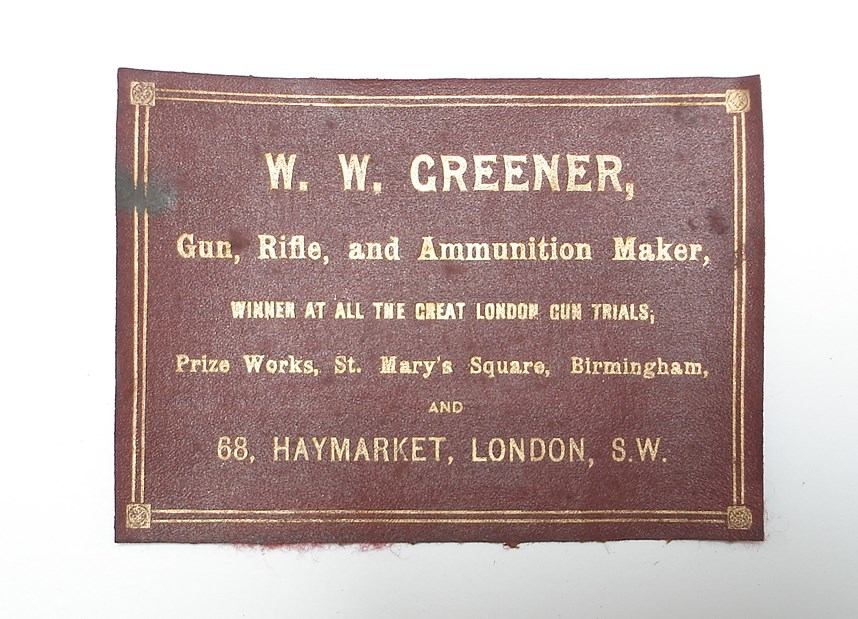 W. W. GREENER,
Gun, Rifle, and Ammunition Maker,
WINNER AT ALL THE GREAT LONDON GUN TRIALS,
Prize Works, St. Mary's Square, Birmingham,
AND
68, HAYMARKET, LONDON, S.W.